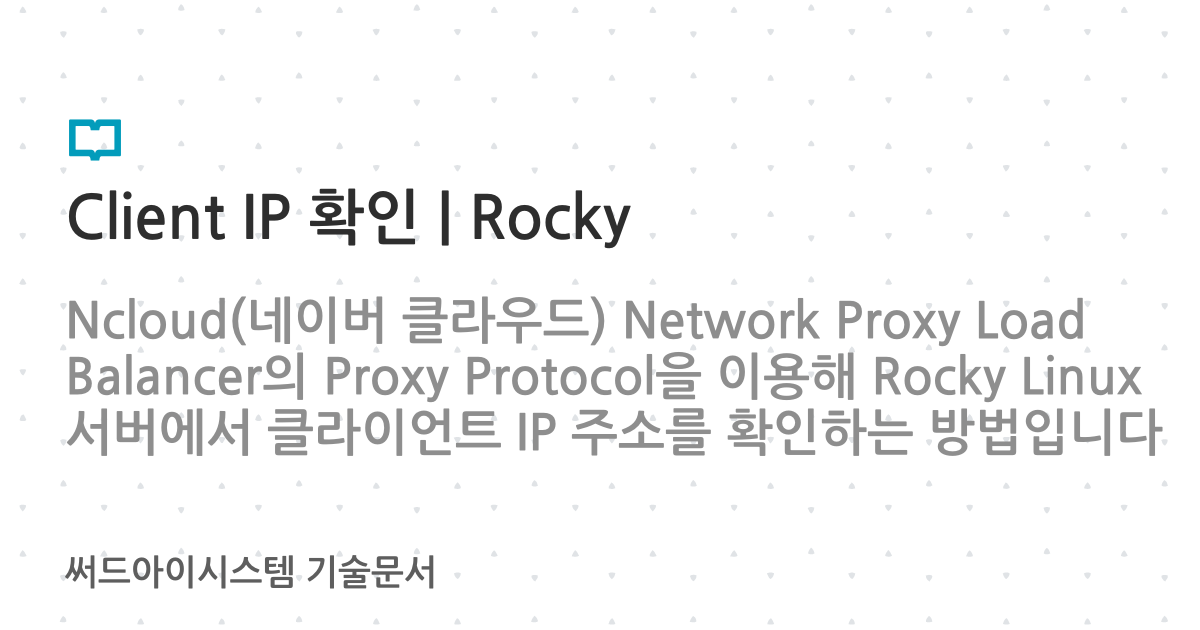 Client IP 확인 | Rocky
Ncloud(네이버 클라우드) Network Proxy Load
Balancer의 Proxy Protocol을 이용해 Rocky Linux
서버에서 클라이언트 IP 주소를 확인하는 방법입니다
써드아이시스템 기술문서